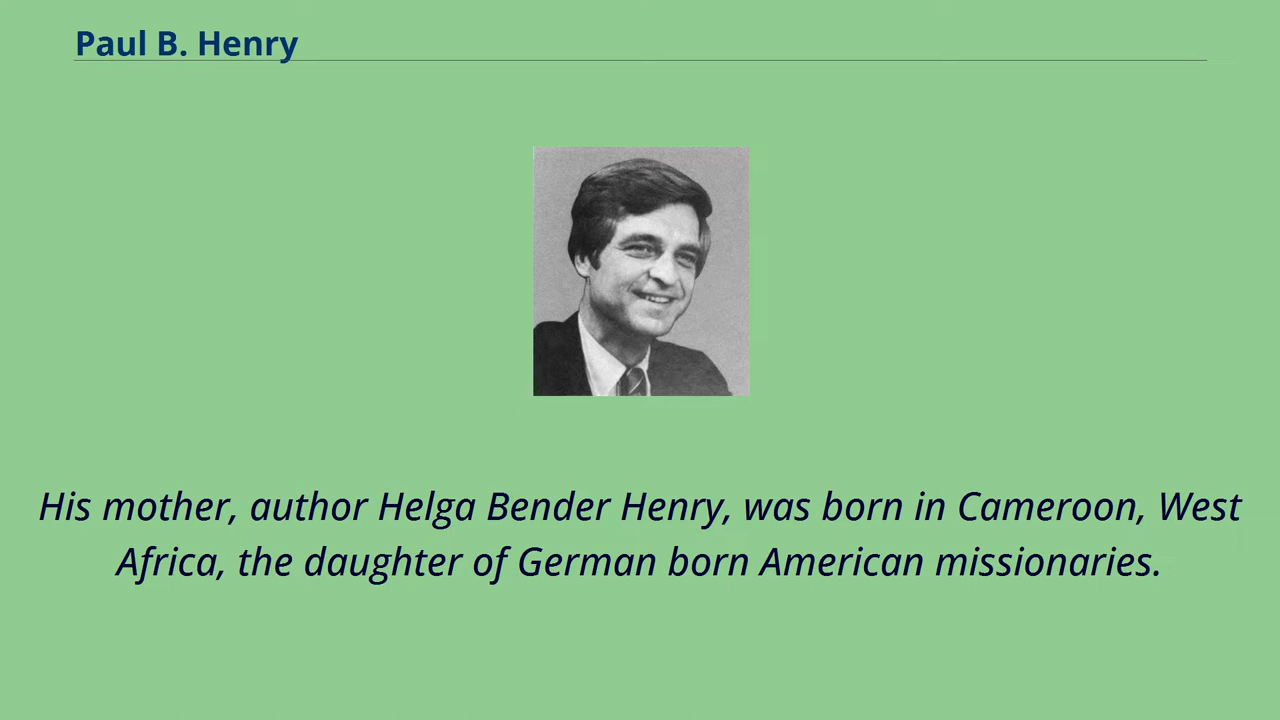 Paul B. Henry
His mother, author Helga Bender Henry, was born in Cameroon, West
Africa, the daughter of German born American missionaries.